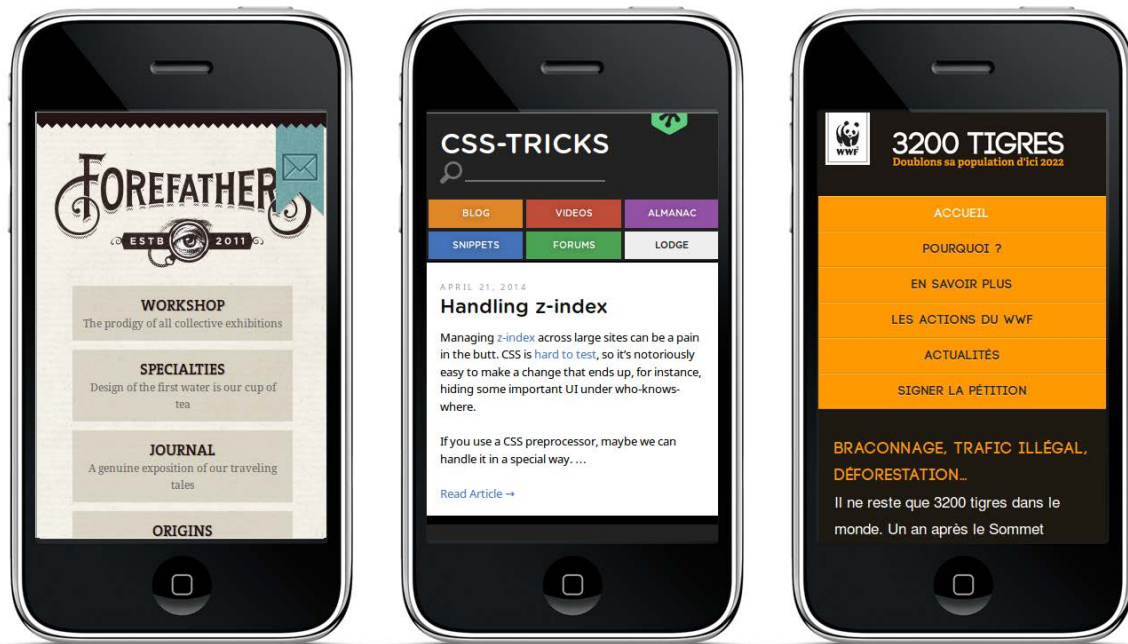 FOREFATHER
ESTB 2011
WORKSHOP
The prodigy of all collective exhibitions
SPECIALTIES
Design of the first water is our cup of
tea
JOURNAL
A genuine exposition of our traveling
tales
ORIGINS
CSS-TRICKS
BLOG VIDEOS ALMANAC
SNIPPETS FORUMS LODGE
APRIL 21, 2014
Handling z-index
Managing z-index across large sites can be a pain
in the butt. CSS is hard to test, so it's notoriously
easy to make a change that ends up, for instance,
hiding some important UI under who-knows-
where.
If you use a CSS preprocessor, maybe we can
handle it in a special way. …
Read Article →
WWF
3200 TIGRES
Doublons sa population d'ici 2022
ACCUEIL
POURQUOI ?
EN SAVOIR PLUS
LES ACTIONS DU WWF
ACTUALITÉS
SIGNER LA PÉTITION
BRACONNAGE, TRAFIC ILLÉGAL,
DÉFORESTATION…
Il ne reste que 3200 tigres dans le
monde. Un an après le Sommet